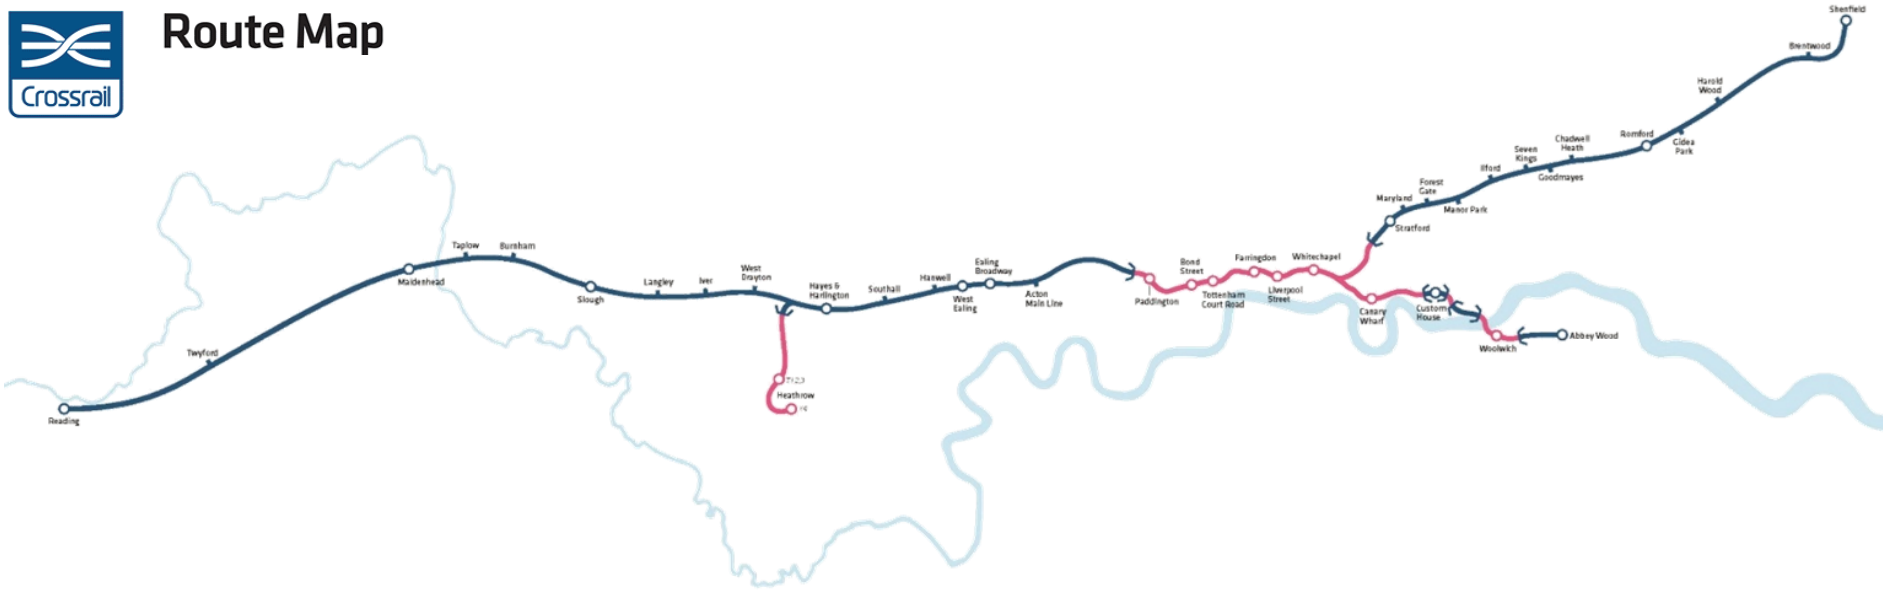 Route Map
Crossrail
Shenfield
Brentwood
Harold
Wood
Gidea
Park
Romford
Chadwell
Heath
Goodmayes
Seven
Kings
Ilford
Manor Park
Forest
Gate
Maryland
Stratford
Whitechapel
Liverpool
Street
Farringdon
Tottenham
Court Road
Bond
Street
Paddington
Canary
Wharf
Custom
House
Woolwich
Abbey Wood
Acton
Main Line
Ealing
Broadway
West
Ealing
Hanwell
Southall
Hayes &
Harlington
Heathrow
West
Drayton
Iver
Langley
Slough
Burnham
Taplow
Maidenhead
Twyford
Reading